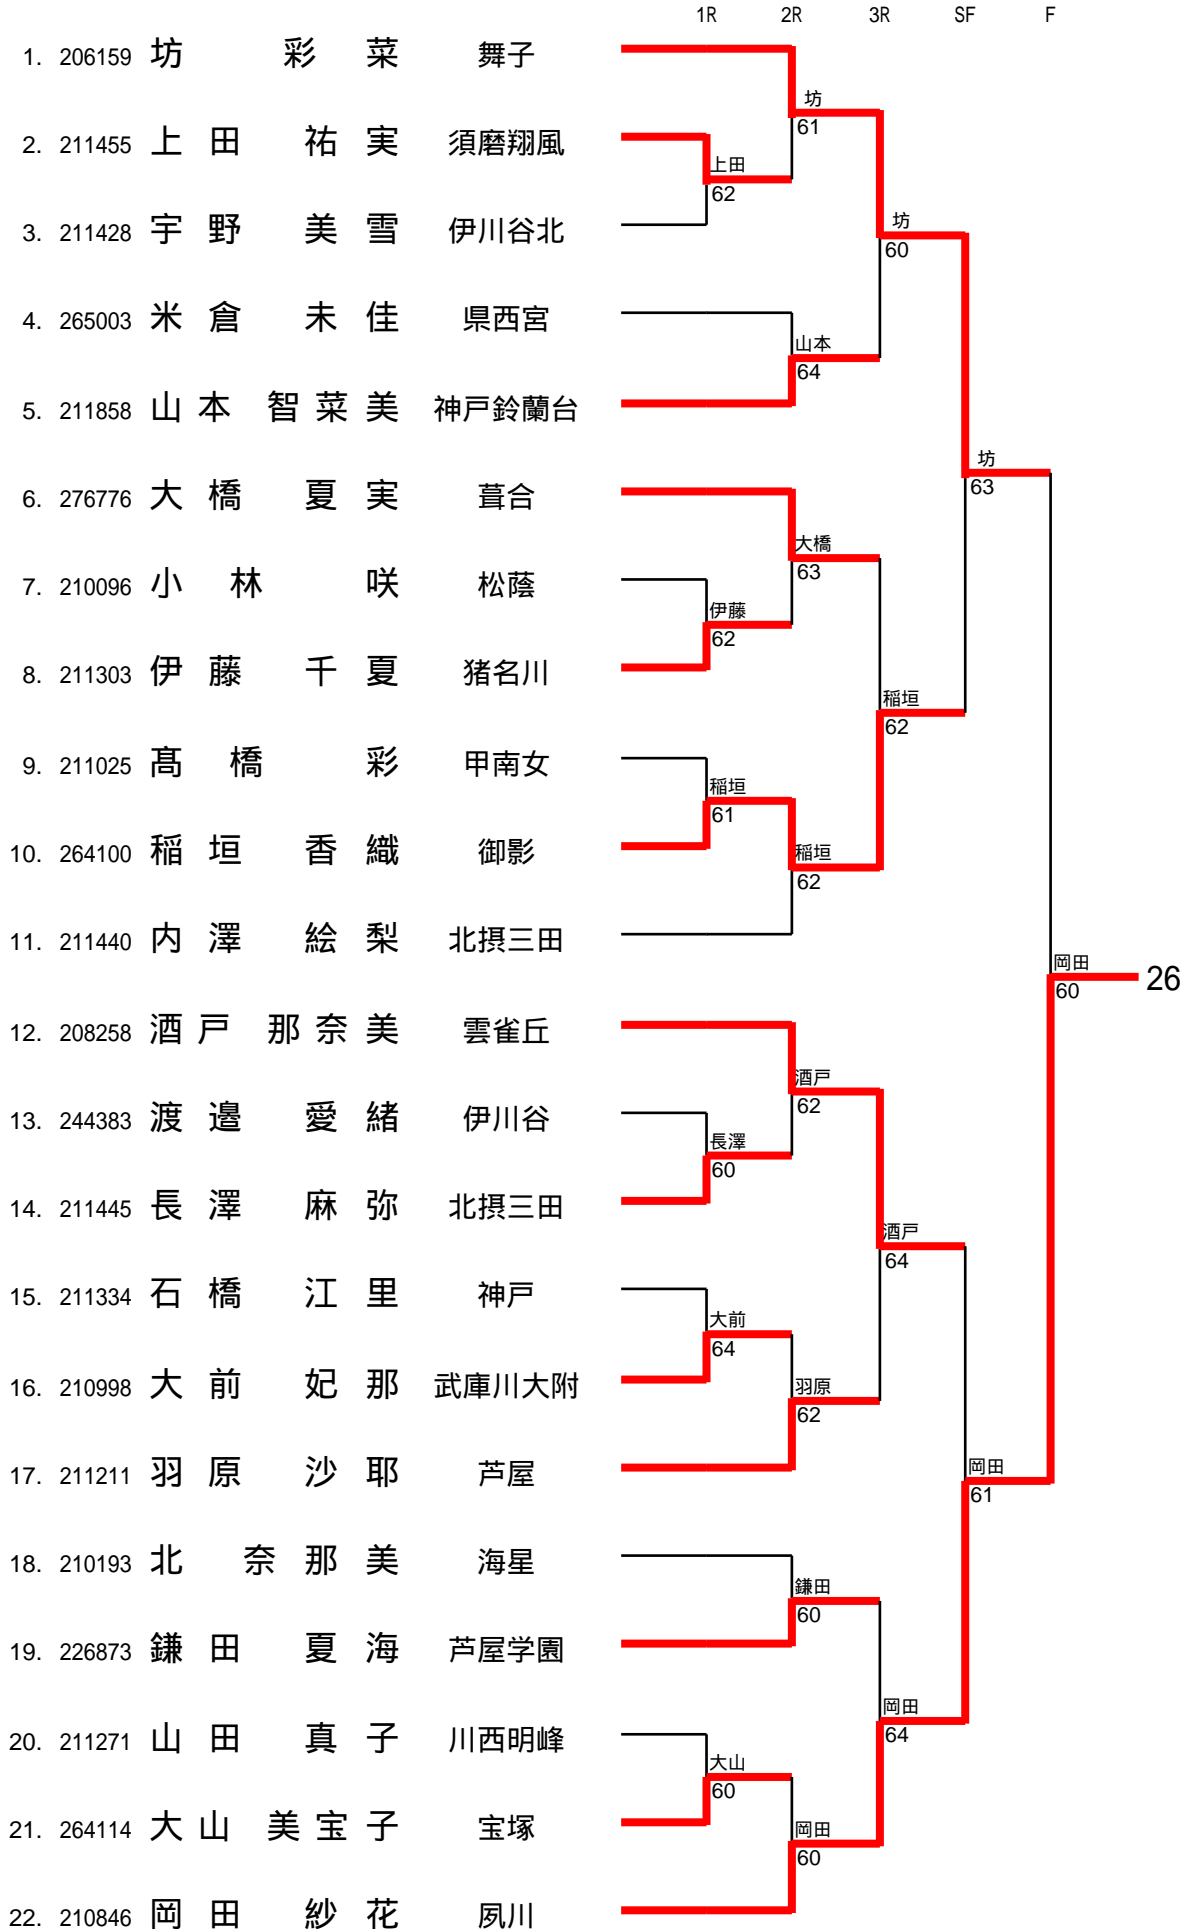 1R 2R 3R SF F
1. 206159 坊 彩 菜 舞子
坊
61
2. 211455 上 田 祐 実 須磨翔風
上田
62
3. 211428 宇 野 美 雪 伊川谷北
坊
60
4. 265003 米 倉 未 佳 県西宮
山本
64
5. 211858 山 本 智 菜 美 神戸鈴蘭台
坊
63
6. 276776 大 橋 夏 実 葺合
大橋
63
7. 210096 小 林 咲 松蔭
伊藤
62
8. 211303 伊 藤 千 夏 猪名川
稲垣
62
9. 211025 髙 橋 彩 甲南女
稲垣
61
10. 264100 稲 垣 香 織 御影
稲垣
62
11. 211440 内 澤 絵 梨 北摂三田
岡田
60
26
12. 208258 酒 戸 那 奈 美 雲雀丘
酒戸
62
13. 244383 渡 邉 愛 緒 伊川谷
長澤
60
14. 211445 長 澤 麻 弥 北摂三田
酒戸
64
15. 211334 石 橋 江 里 神戸
大前
64
16. 210998 大 前 妃 那 武庫川大附
羽原
62
17. 211211 羽 原 沙 耶 芦屋
岡田
61
18. 210193 北 奈 那 美 海星
鎌田
60
19. 226873 鎌 田 夏 海 芦屋学園
岡田
64
20. 211271 山 田 真 子 川西明峰
大山
60
21. 264114 大 山 美 宝 子 宝塚
岡田
60
22. 210846 岡 田 紗 花 夙川